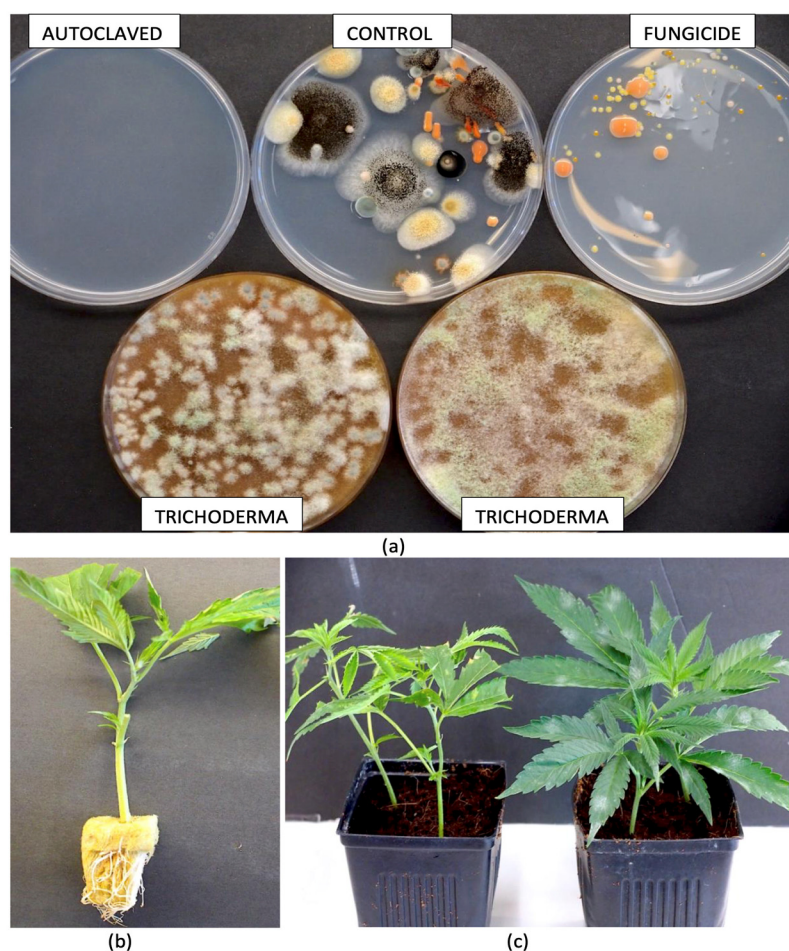 AUTOCLAVED
CONTROL
FUNGICIDE
TRICHODERMA
TRICHODERMA
(a)
(b)
(c)